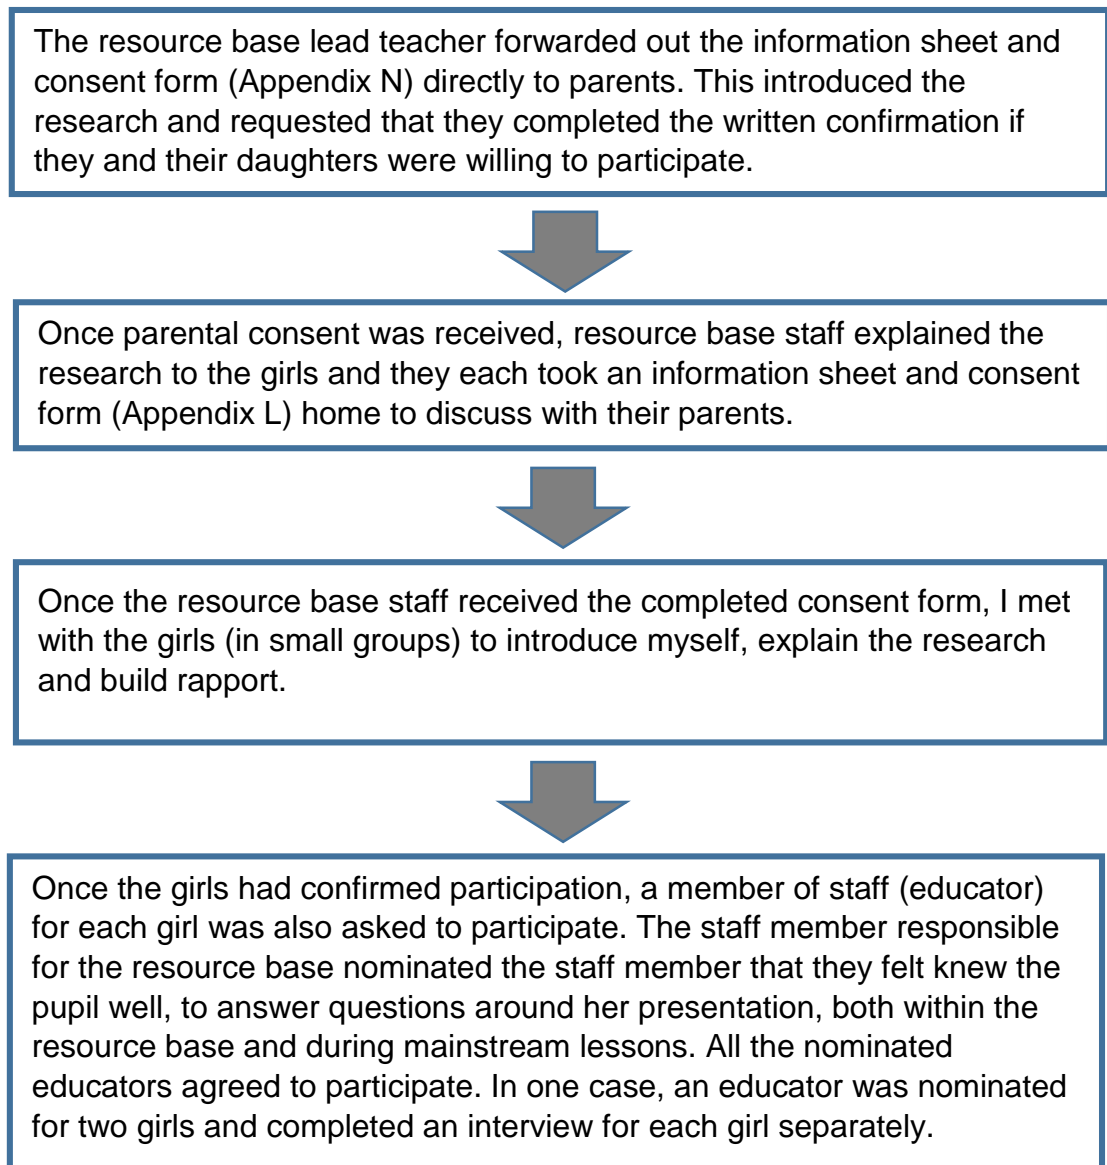 The resource base lead teacher forwarded out the information sheet and
consent form (Appendix N) directly to parents. This introduced the
research and requested that they completed the written confirmation if
they and their daughters were willing to participate.
Once parental consent was received, resource base staff explained the
research to the girls and they each took an information sheet and consent
form (Appendix L) home to discuss with their parents.
Once the resource base staff received the completed consent form, I met
with the girls (in small groups) to introduce myself, explain the research
and build rapport.
Once the girls had confirmed participation, a member of staff (educator)
for each girl was also asked to participate. The staff member responsible
for the resource base nominated the staff member that they felt knew the
pupil well, to answer questions around her presentation, both within the
resource base and during mainstream lessons. All the nominated
educators agreed to participate. In one case, an educator was nominated
for two girls and completed an interview for each girl separately.